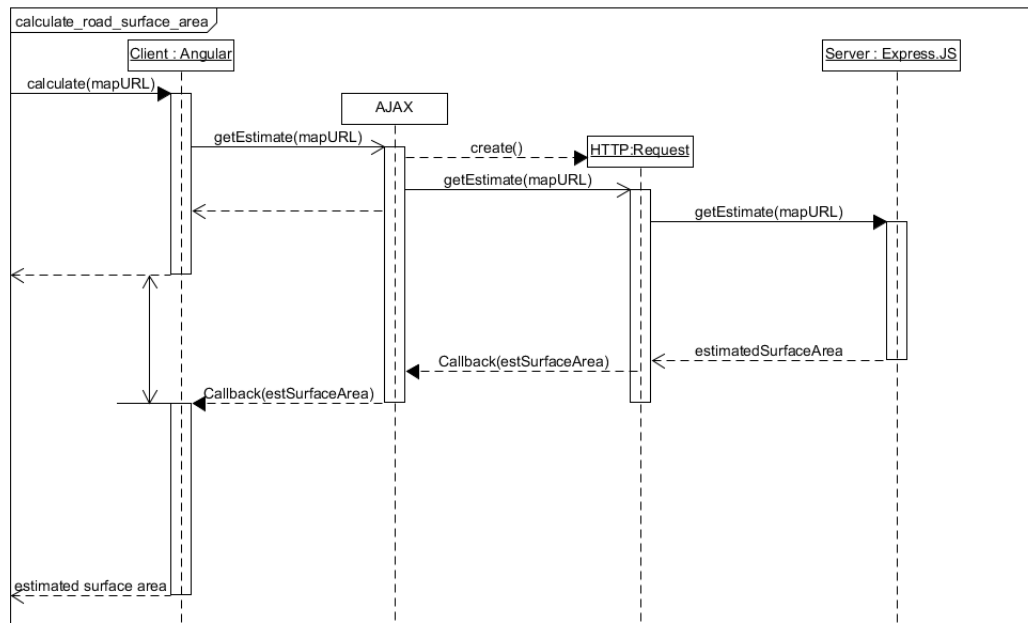 calculate_road_surface_area
Client : Angular
Server : Express.JS
calculate(mapURL)
AJAX
getEstimate(mapURL)
create()
HTTP:Request
getEstimate(mapURL)
getEstimate(mapURL)
estimatedSurfaceArea
Callback(estSurfaceArea)
Callback(estSurfaceArea)
estimated surface area